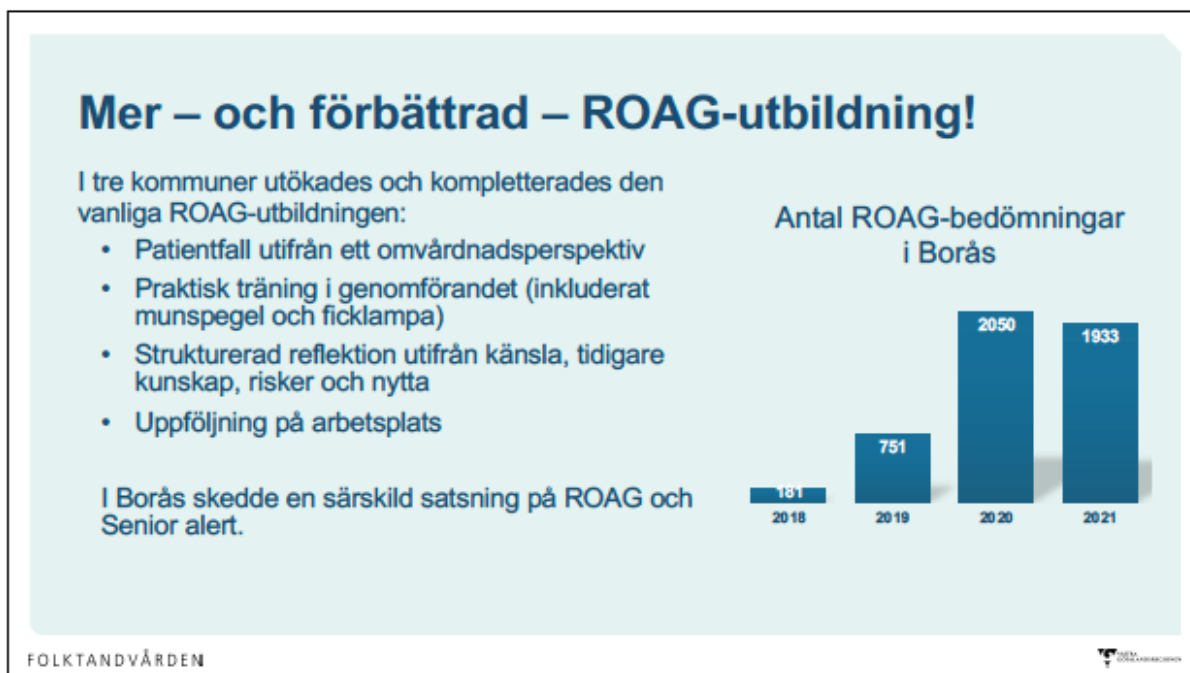 Mer – och förbättrad – ROAG-utbildning!
I tre kommuner utökades och kompletterades den
vanliga ROAG-utbildningen:
• Patientfall utifrån ett omvårdnadsperspektiv
• Praktisk träning i genomförandet (inkluderat
munspegel och ficklampa)
• Strukturerad reflektion utifrån känsla, tidigare
kunskap, risker och nytta
• Uppföljning på arbetsplats
I Borås skedde en särskild satsning på ROAG och
Senior alert.
Antal ROAG-bedömningar
i Borås
181
751
2050
1933
2018
2019
2020
2021
FOLKTANDVÅRDEN
VÄSTRA
GÖTALANDSREGIONEN